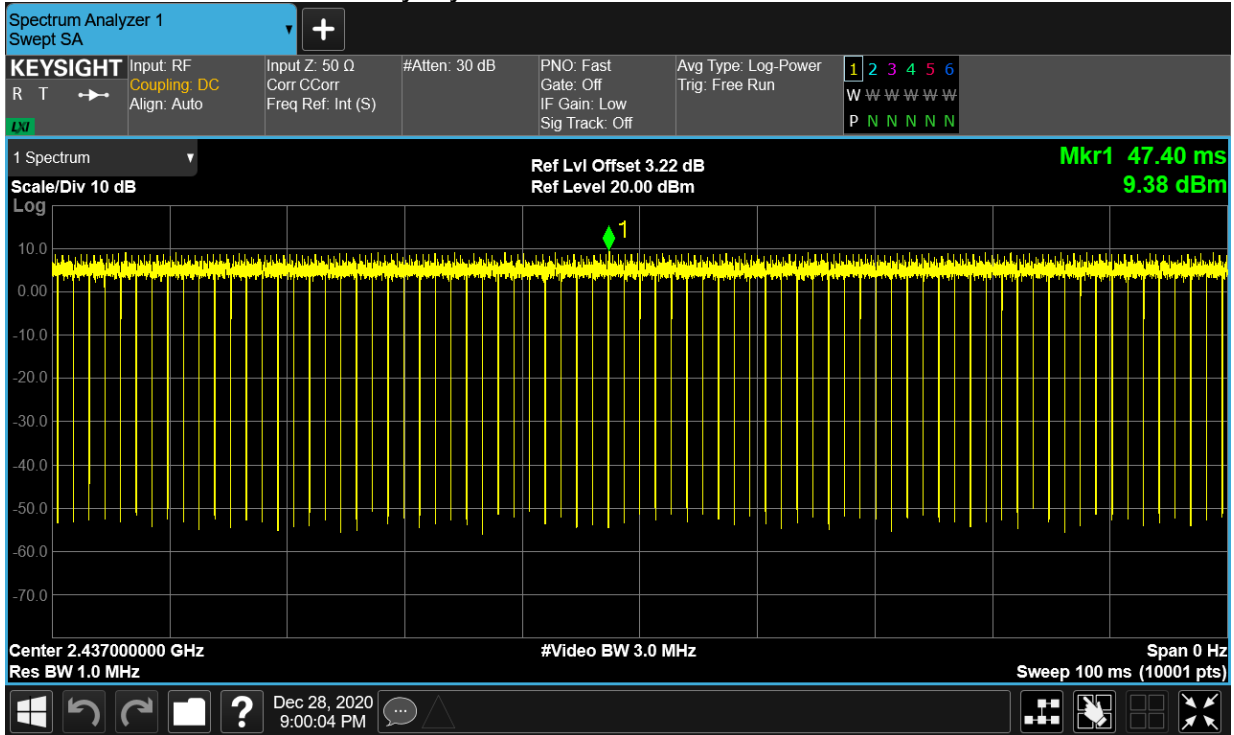 Spectrum Analyzer 1
Swept SA
KEYSIGHT
R T
LXI
Input: RF
Coupling: DC
Align: Auto
Input Z: 50 Ω
Corr CCorr
Freq Ref: Int (S)
#Atten: 30 dB
PNO: Fast
Gate: Off
IF Gain: Low
Sig Track: Off
Avg Type: Log-Power
Trig: Free Run
1 2 3 4 5 6
W W W W W W
P N N N N N
1 Spectrum
Scale/Div 10 dB
Ref Lvl Offset 3.22 dB
Ref Level 20.00 dBm
Mkr1 47.40 ms
9.38 dBm
Log
1
10.0
0.00
-10.0
-20.0
-30.0
-40.0
-50.0
-60.0
-70.0
Center 2.437000000 GHz
Res BW 1.0 MHz
#Video BW 3.0 MHz
Span 0 Hz
Sweep 100 ms (10001 pts)
?
Dec 28, 2020
9:00:04 PM